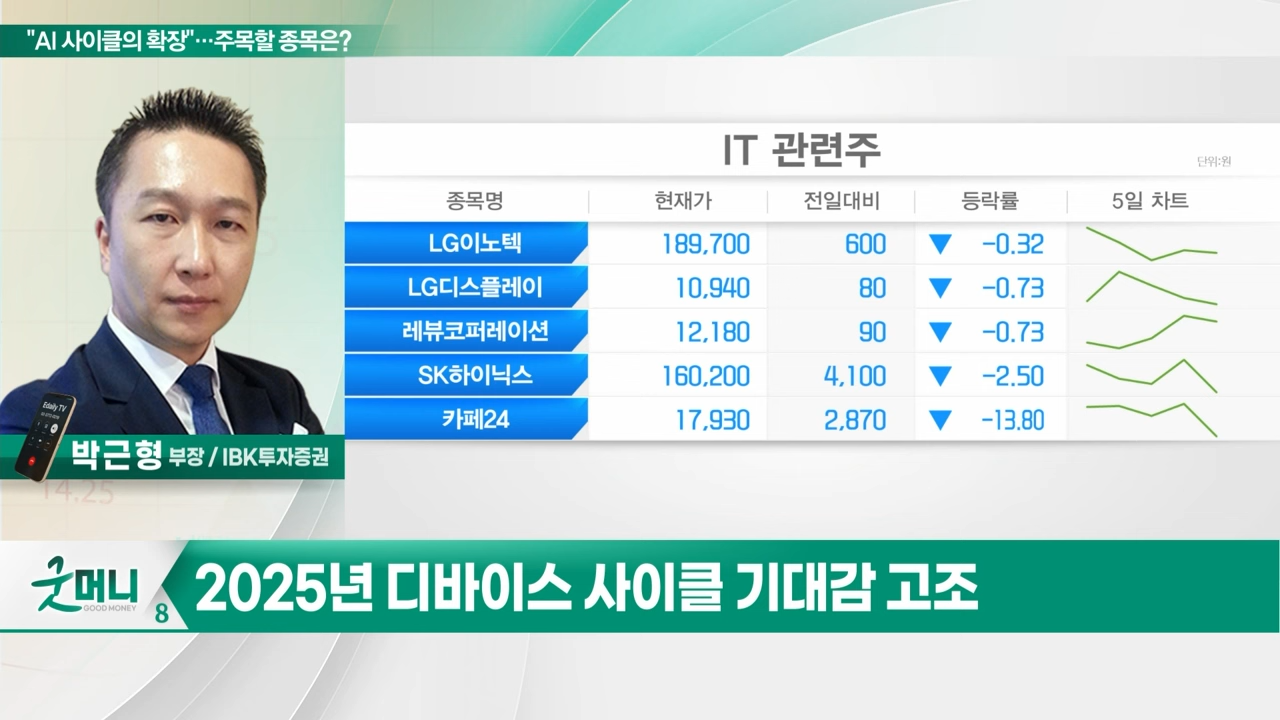 "AI 사이클의 확장"…주목할 종목은?
IT 관련주
단위:원
종목명 현재가 전일대비 등락률 5일 차트
LG이노텍 189,700 600 ▼ -0.32
LG디스플레이 10,940 80 ▼ -0.73
레뷰코퍼레이션 12,180 90 ▼ -0.73
SK하이닉스 160,200 4,100 ▼ -2.50
카페24 17,930 2,870 ▼ -13.80
Edaily TV
박근형 부장 / IBK투자증권
14.25
굿머니
GOOD MONEY
8
2025년 디바이스 사이클 기대감 고조